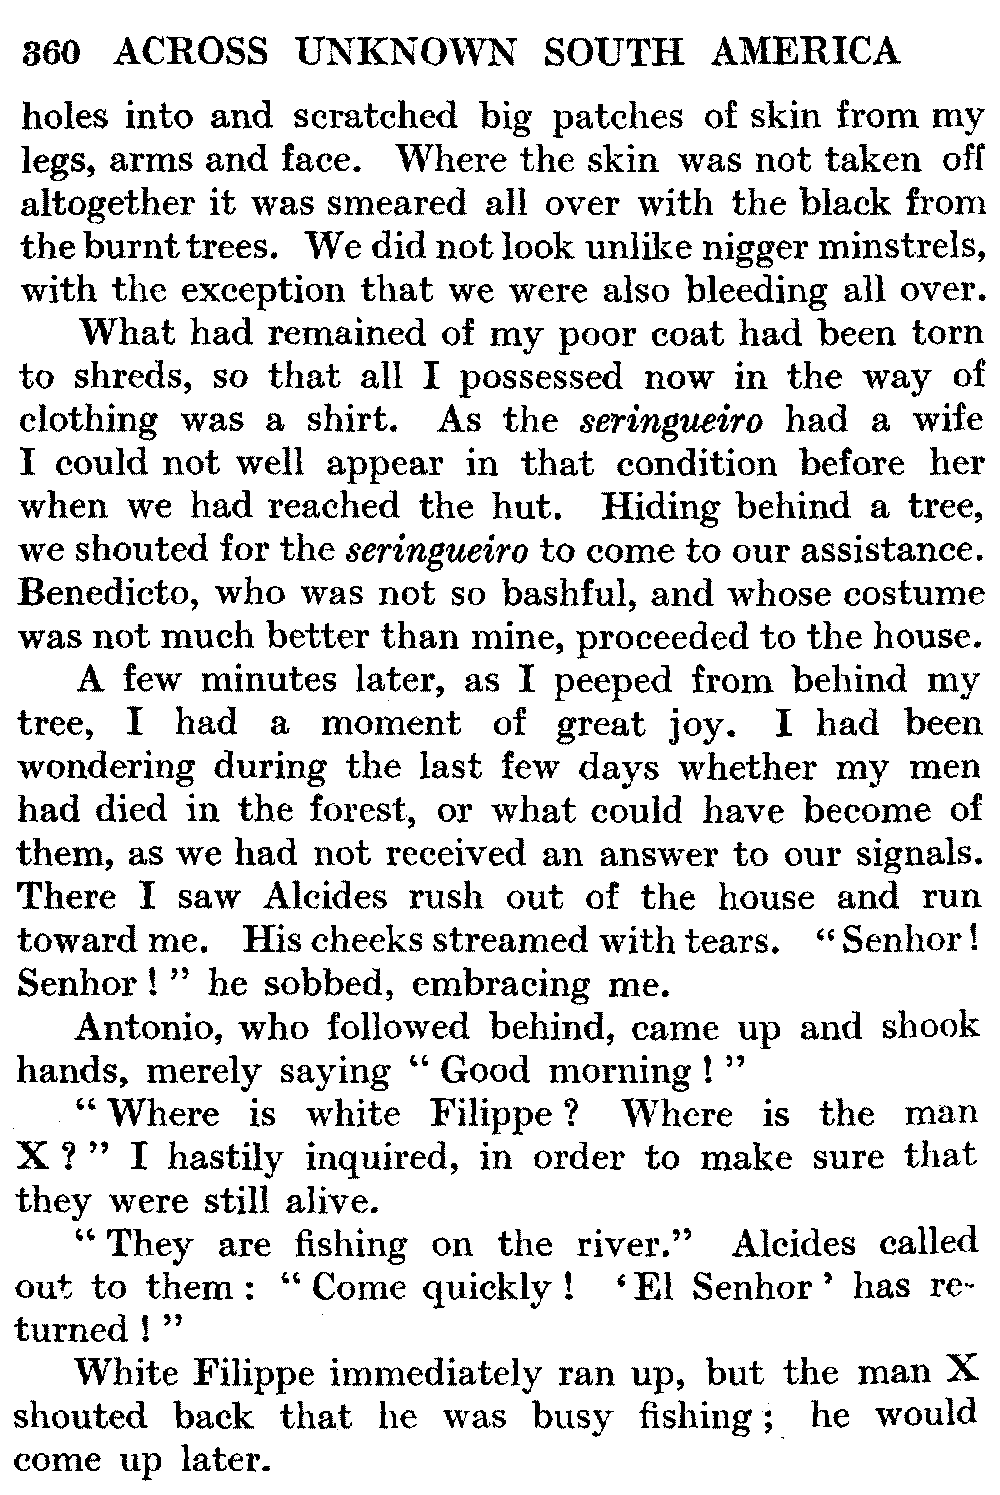 360 ACROSS UNKNOWN SOUTH AMERICA
holes into and scratched big patches of skin from my
legs, arms and face. Where the skin was not taken off
altogether it was smeared all over with the black from
the burnt trees. We did not look unlike nigger minstrels,
with the exception that we were also bleeding all over.
What had remained of my poor coat had been torn
to shreds, so that all I possessed now in the way of
clothing was a shirt. As the seringueiro had a wife
I could not well appear in that condition before her
when we had reached the hut. Hiding behind a tree,
we shouted for the seringueiro to come to our assistance.
Benedicto, who was not so bashful, and whose costume
was not much better than mine, proceeded to the house.
A few minutes later, as I peeped from behind my
tree, I had a moment of great joy. I had been
wondering during the last few days whether my men
had died in the forest, or what could have become of
them, as we had not received an answer to our signals.
There I saw Alcides rush out of the house and run
toward me. His cheeks streamed with tears. “ Senhor !
Senhor ! ” he sobbed, embracing me.
Antonio, who followed behind, came up and shook
hands, merely saying “ Good morning ! ”
“ Where is white Filippe ? Where is the man
X ? ” I hastily inquired, in order to make sure that
they were still alive.
“ They are fishing on the river.” Alcides called
out to them : “ Come quickly ! ‘ El Senhor ’ has re-
turned ! ”
White Filippe immediately ran up, but the man X
shouted back that he was busy fishing ; he would
come up later.